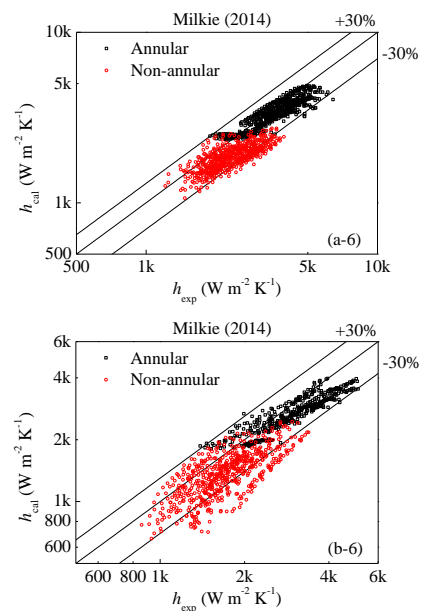 Milkie (2014)
+30%
10k
Annular
Non-annular
-30%
5k
1k
500
h_cal (W m⁻² K⁻¹)
(a-6)
500 1k 5k 10k
h_exp (W m⁻² K⁻¹)
Milkie (2014)
+30%
6k
Annular
Non-annular
-30%
4k
2k
1k
800
600
h_cal (W m⁻² K⁻¹)
(b-6)
600 800 1k 2k 4k 6k
h_exp (W m⁻² K⁻¹)